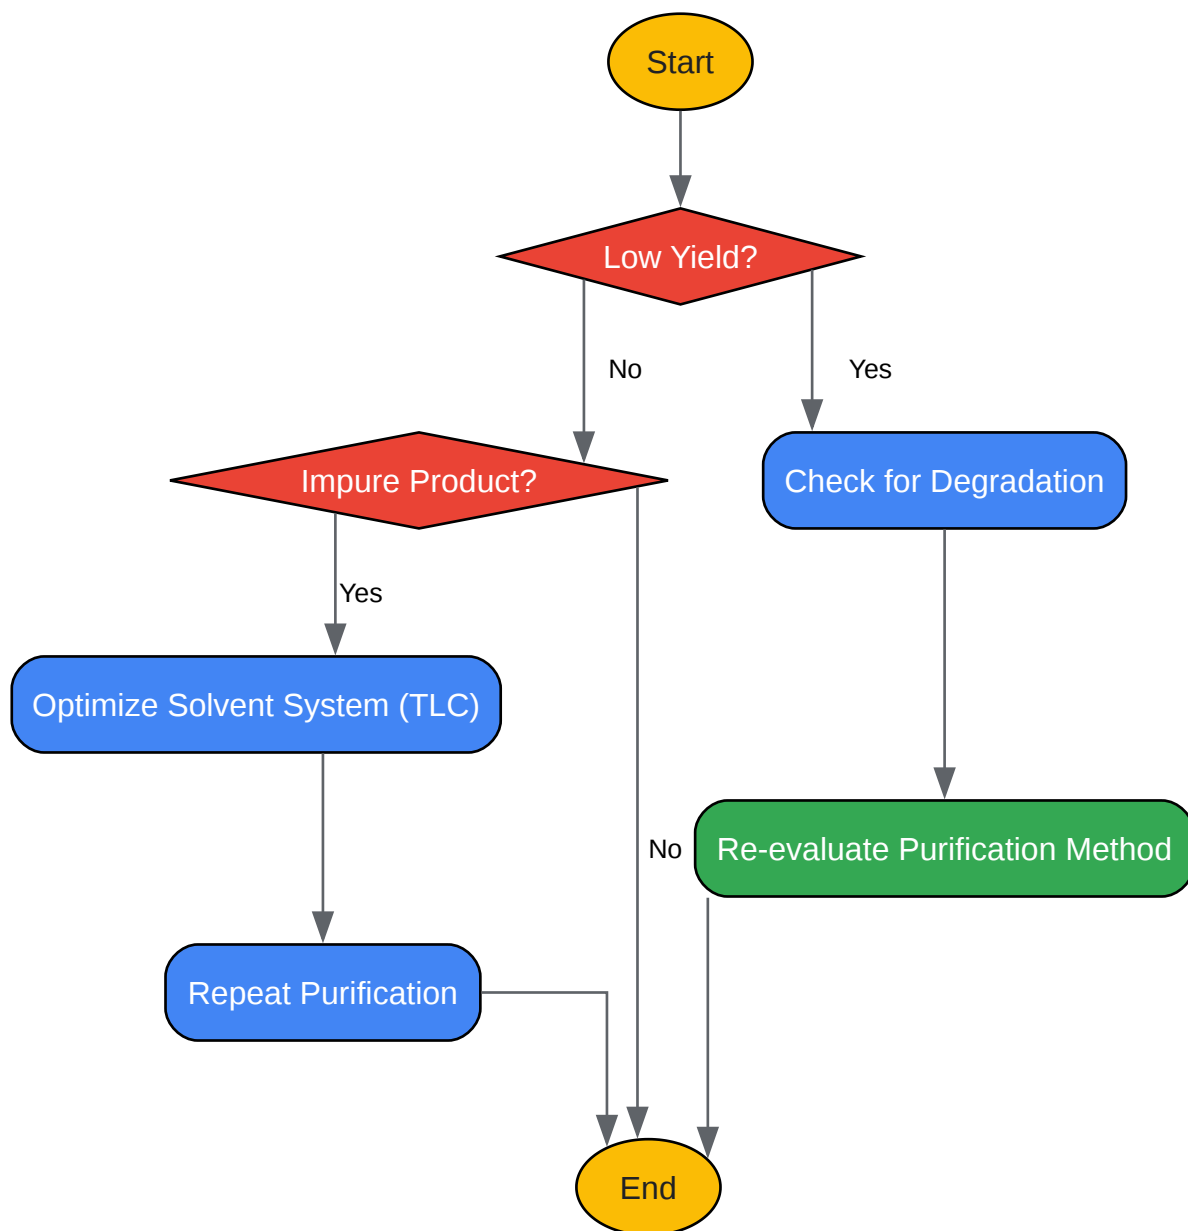 Start
Low Yield?
No
Yes
Impure Product?
Check for Degradation
Yes
Optimize Solvent System (TLC)
No
Re-evaluate Purification Method
Repeat Purification
End